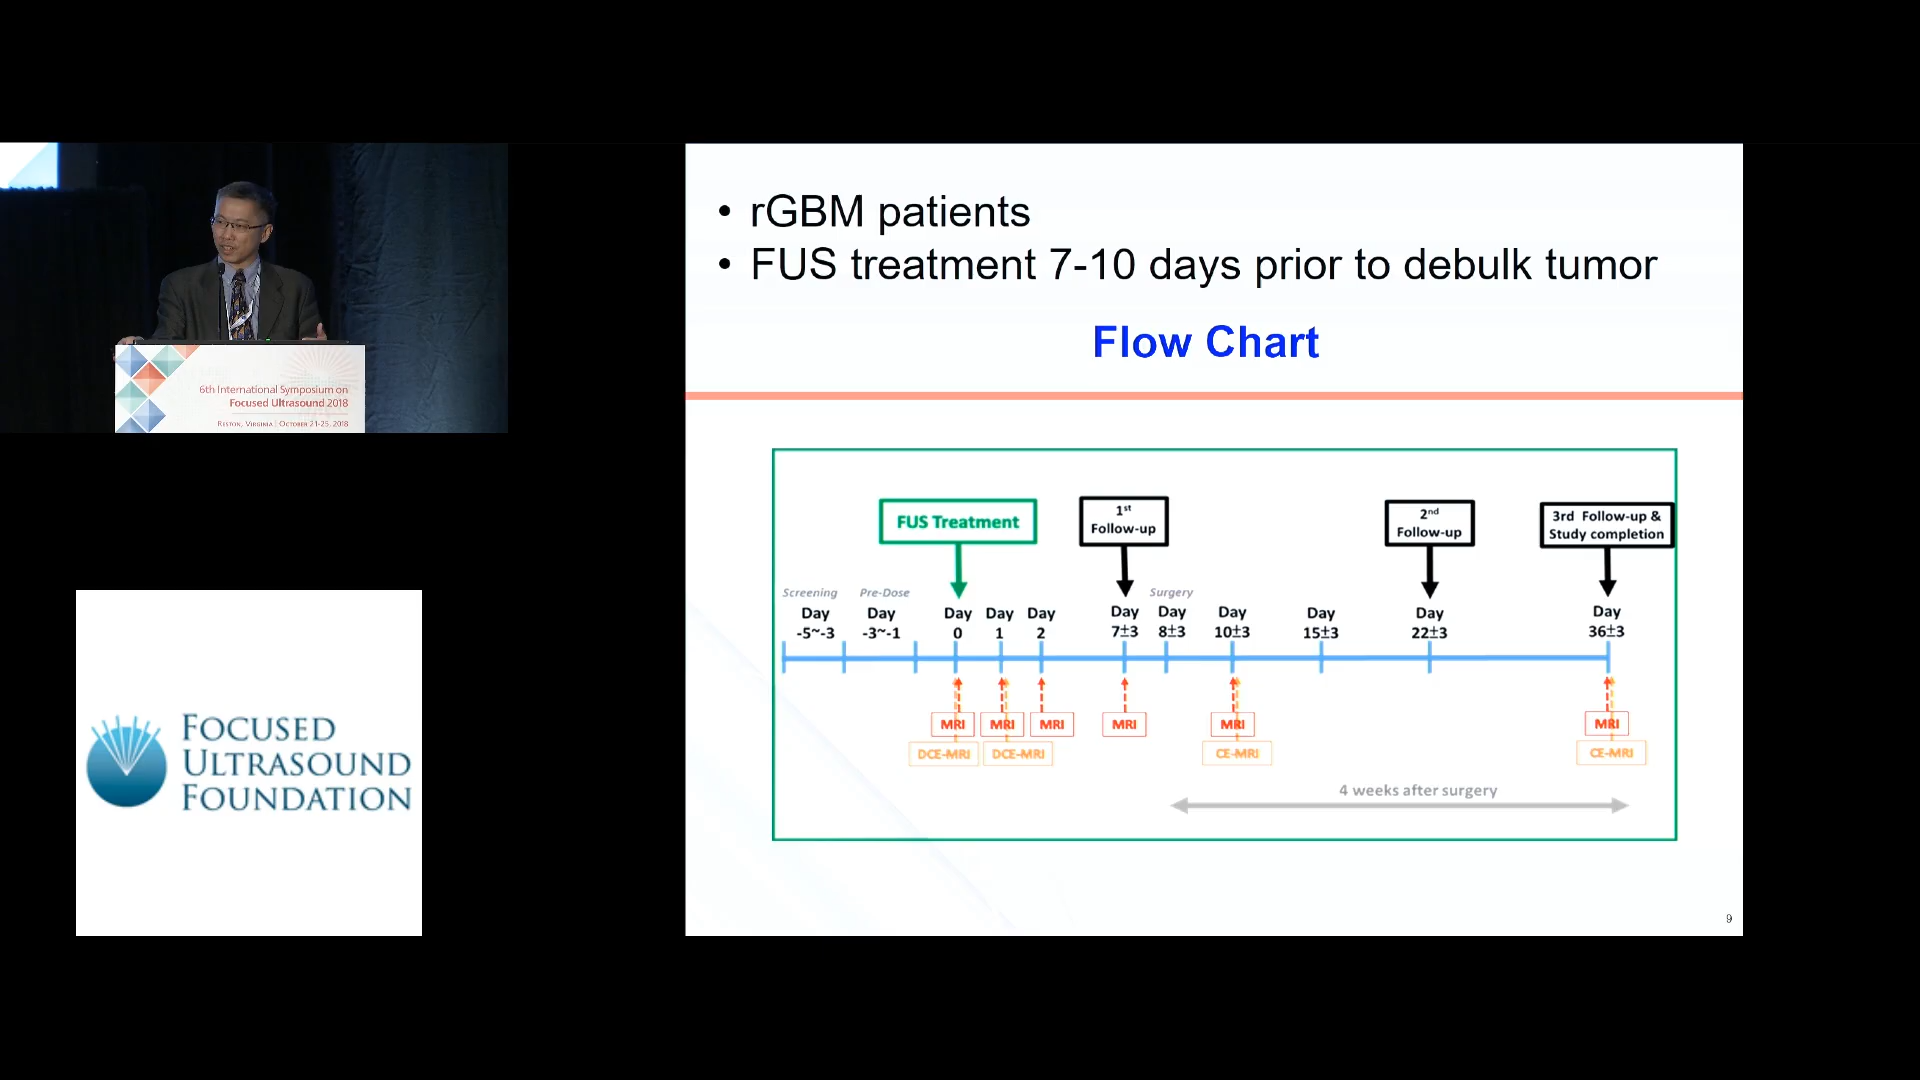 6th International Symposium on
Focused Ultrasound 2018
Reston, Virginia | October 21-25, 2018
FOCUSED
ULTRASOUND
FOUNDATION
• rGBM patients
• FUS treatment 7-10 days prior to debulk tumor
Flow Chart
FUS Treatment
1st
Follow-up
2nd
Follow-up
3rd Follow-up &
Study completion
Screening Pre-Dose Surgery
Day Day Day Day Day Day Day Day Day Day Day
-5~-3 -3~-1 0 1 2 7±3 8±3 10±3 15±3 22±3 36±3
MRI MRI MRI MRI MRI MRI
DCE-MRI DCE-MRI CE-MRI CE-MRI
4 weeks after surgery
9